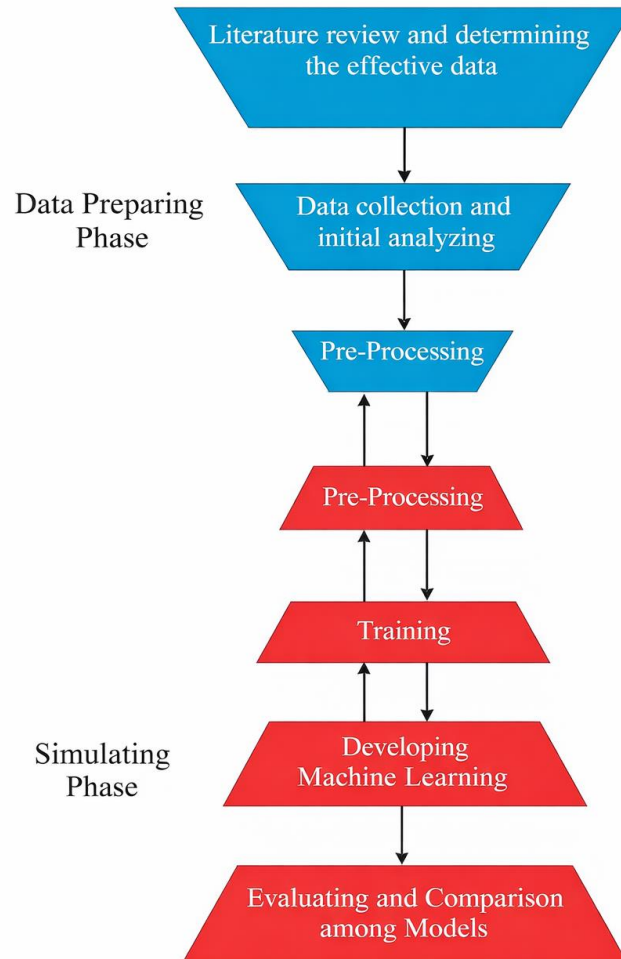 Literature review and determining
the effective data
Data Preparing
Phase
Data collection and
initial analyzing
Pre-Processing
Pre-Processing
Training
Simulating
Phase
Developing
Machine Learning
Evaluating and Comparison
among Models